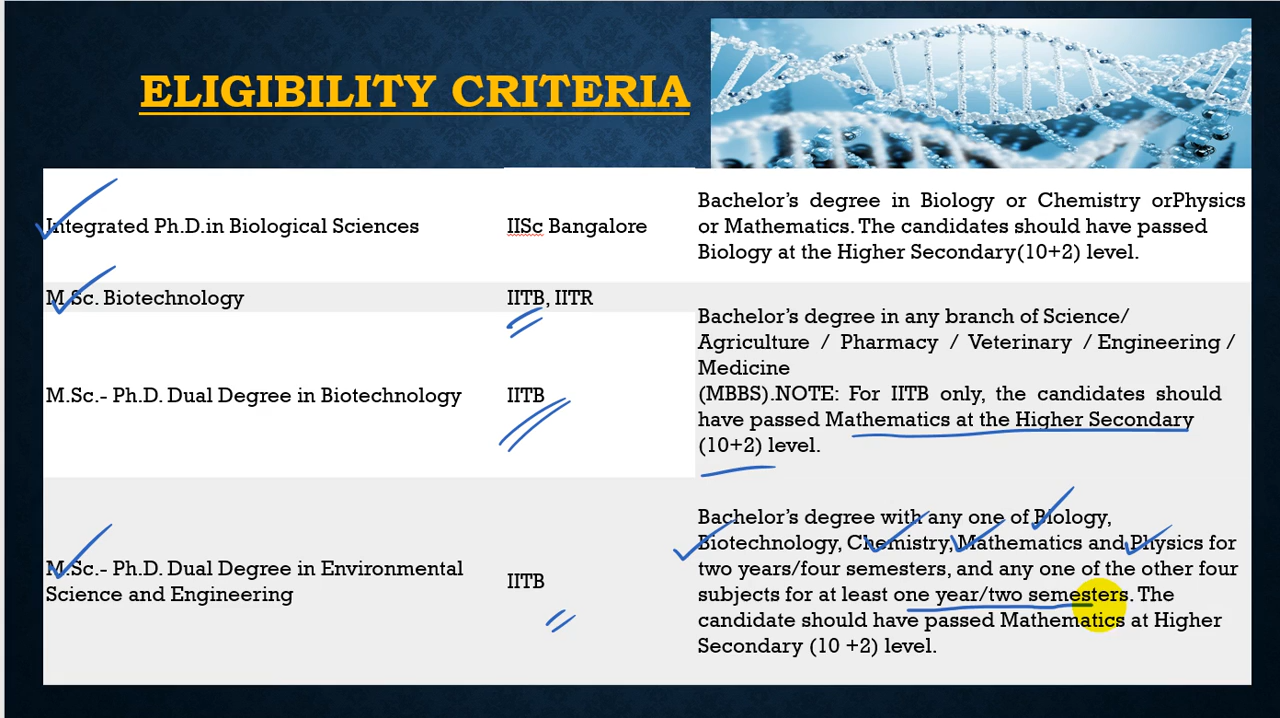 ELIGIBILITY CRITERIA
Integrated Ph.D.in Biological Sciences
IISc Bangalore
Bachelor's degree in Biology or Chemistry orPhysics
or Mathematics. The candidates should have passed
Biology at the Higher Secondary(10+2) level.
M.Sc. Biotechnology
IITB, IITR
Bachelor's degree in any branch of Science/
Agriculture / Pharmacy / Veterinary / Engineering /
Medicine
(MBBS).NOTE: For IITB only, the candidates should
have passed Mathematics at the Higher Secondary
(10+2) level.
M.Sc.- Ph.D. Dual Degree in Biotechnology
IITB
M.Sc.- Ph.D. Dual Degree in Environmental
Science and Engineering
IITB
Bachelor's degree with any one of Biology,
Biotechnology, Chemistry, Mathematics and Physics for
two years/four semesters, and any one of the other four
subjects for at least one year/two semesters. The
candidate should have passed Mathematics at Higher
Secondary (10 +2) level.